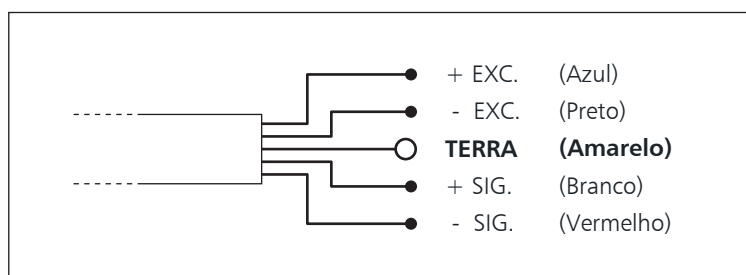 + EXC. (Azul)
- EXC. (Preto)
TERRA (Amarelo)
+ SIG. (Branco)
- SIG. (Vermelho)